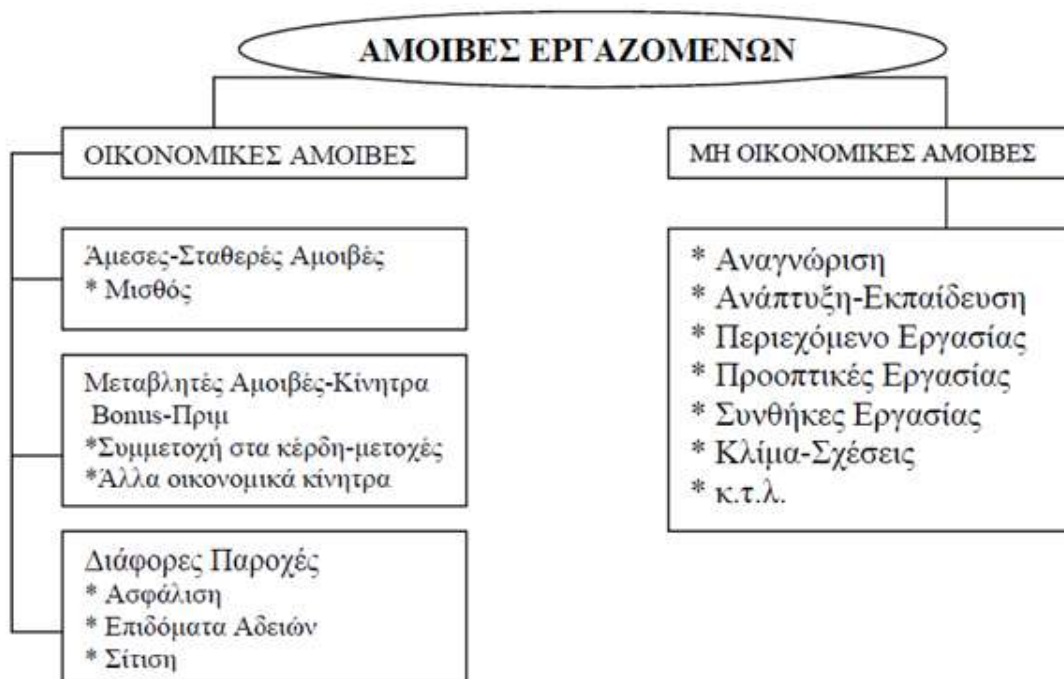 ΑΜΟΙΒΕΣ ΕΡΓΑΖΟΜΕΝΩΝ
ΟΙΚΟΝΟΜΙΚΕΣ ΑΜΟΙΒΕΣ
Άμεσες-Σταθερές Αμοιβές
* Μισθός
Μεταβλητές Αμοιβές-Κίνητρα
Bonus-Πριμ
*Συμμετοχή στα κέρδη-μετοχές
*Άλλα οικονομικά κίνητρα
Διάφορες Παροχές
* Ασφάλιση
* Επιδόματα Αδειών
* Σίτιση
ΜΗ ΟΙΚΟΝΟΜΙΚΕΣ ΑΜΟΙΒΕΣ
* Αναγνώριση
* Ανάπτυξη-Εκπαίδευση
* Περιεχόμενο Εργασίας
* Προοπτικές Εργασίας
* Συνθήκες Εργασίας
* Κλίμα-Σχέσεις
* κ.τ.λ.